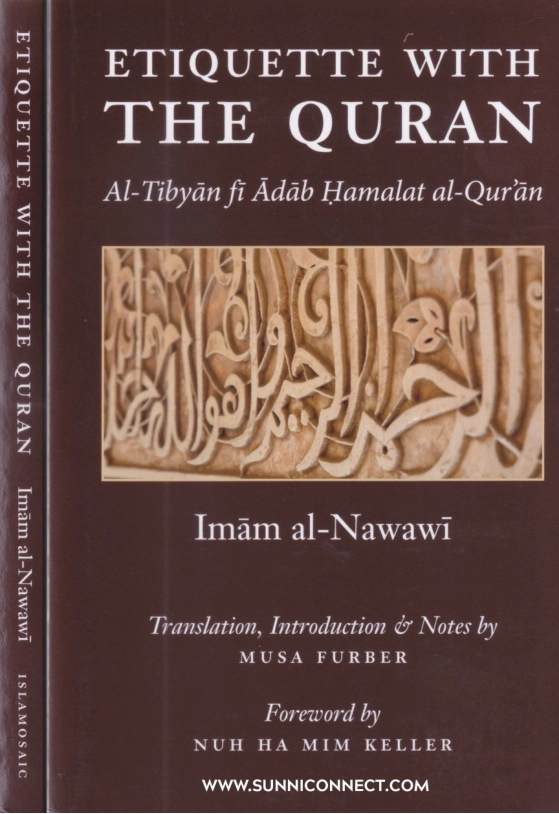 ETIQUETTE WITH THE QURAN Imām al-Nawawī ISLAMOSAIC
ETIQUETTE WITH
THE QURAN
Al-Tibyān fī Ādāb Ḥamalat al-Qur’ān
الرحمن الرحيم
Imām al-Nawawī
Translation, Introduction & Notes by
MUSA FURBER
Foreword by
NUH HA MIM KELLER
WWW.SUNNICONNECT.COM